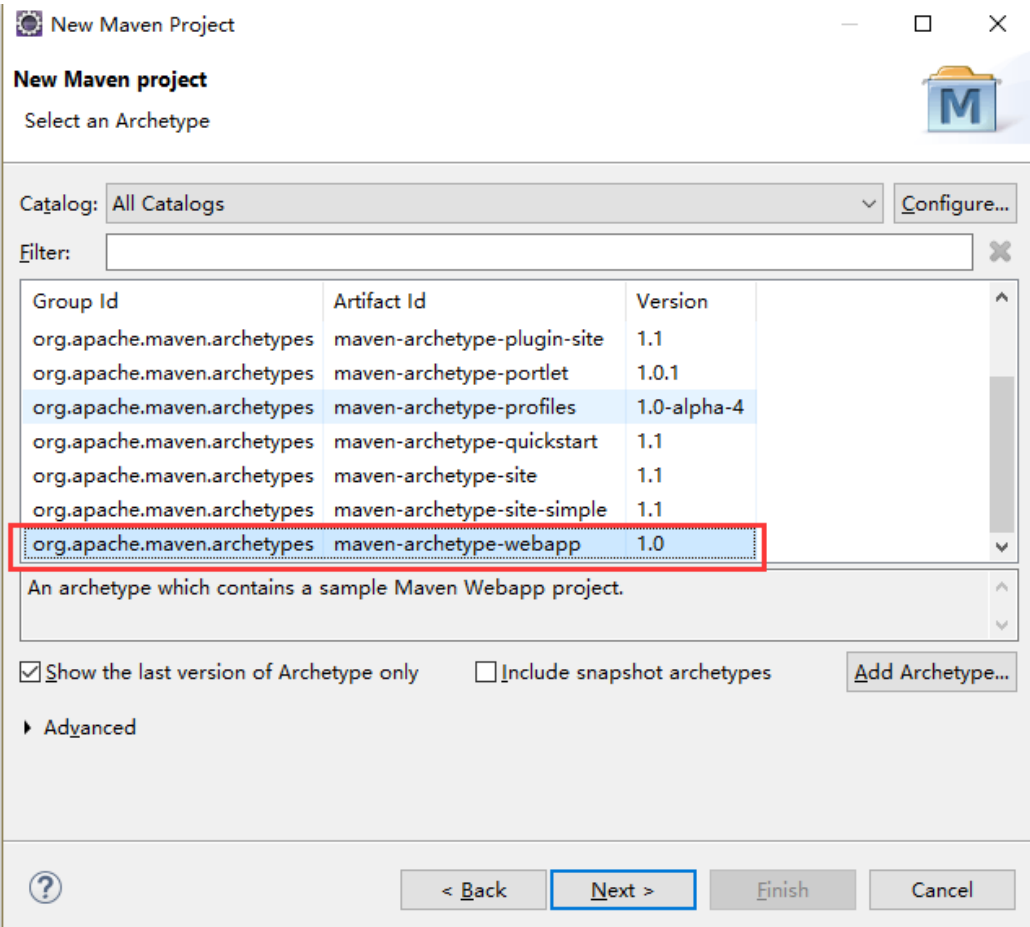 New Maven Project
New Maven project
Select an Archetype
M
Catalog: All Catalogs Configure...
Filter:
Group Id Artifact Id Version
org.apache.maven.archetypes maven-archetype-plugin-site 1.1
org.apache.maven.archetypes maven-archetype-portlet 1.0.1
org.apache.maven.archetypes maven-archetype-profiles 1.0-alpha-4
org.apache.maven.archetypes maven-archetype-quickstart 1.1
org.apache.maven.archetypes maven-archetype-site 1.1
org.apache.maven.archetypes maven-archetype-site-simple 1.1
org.apache.maven.archetypes maven-archetype-webapp 1.0
An archetype which contains a sample Maven Webapp project.
Show the last version of Archetype only Include snapshot archetypes Add Archetype...
Advanced
? < Back Next > Finish Cancel